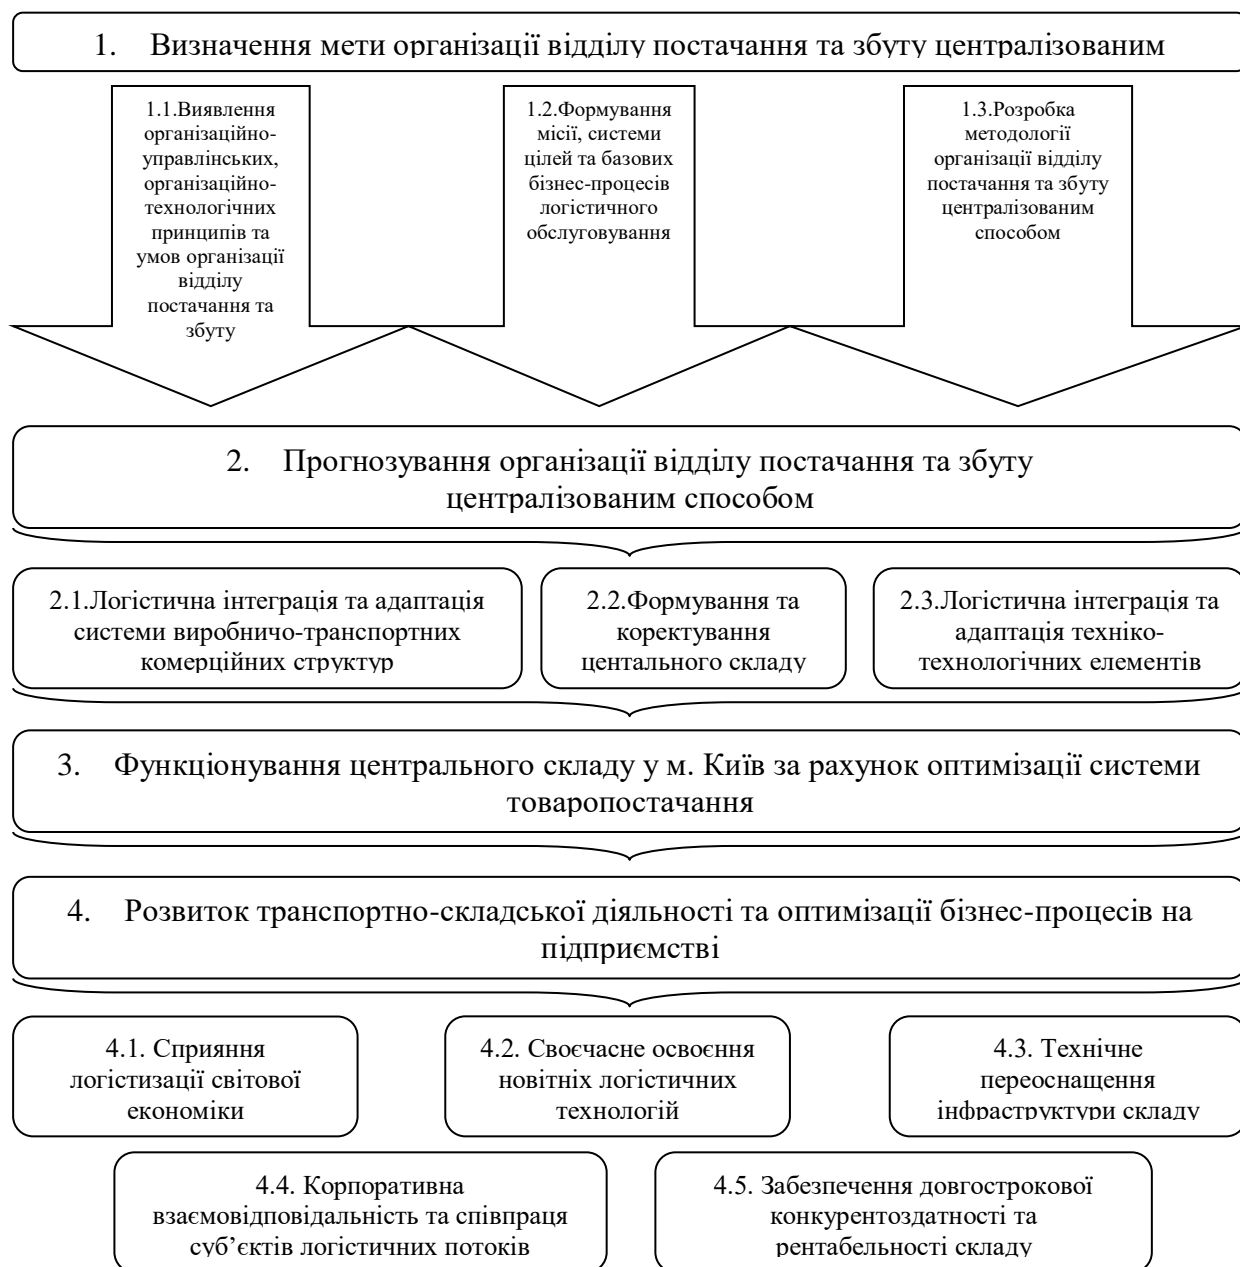 1. Визначення мети організації відділу постачання та збуту централізованим
1.1.Виявлення
організаційно-
управлінських,
організаційно-
технологічних
принципів та
умов організації
відділу
постачання та
збуту
1.2.Формування
місії, системи
цілей та базових
бізнес-процесів
логістичного
обслуговування
1.3.Розробка
методології
організації відділу
постачання та збуту
централізованим
способом
2. Прогнозування організації відділу постачання та збуту
централізованим способом
2.1.Логістична інтеграція та адаптація
системи виробничо-транспортних
комерційних структур
2.2.Формування та
коректування
центального складу
2.3.Логістична інтеграція та
адаптація техніко-
технологічних елементів
3. Функціонування центрального складу у м. Київ за рахунок оптимізації системи
товаропостачання
4. Розвиток транспортно-складської діяльності та оптимізації бізнес-процесів на
підприємстві
4.1. Сприяння
логістизації світової
економіки
4.2. Своєчасне освоєння
новітніх логістичних
технологій
4.3. Технічне
переоснащення
інфраструктури складу
4.4. Корпоративна
взаємовідповідальність та співпраця
суб’єктів логістичних потоків
4.5. Забезпечення довгострокової
конкурентоздатності та
рентабельності складу